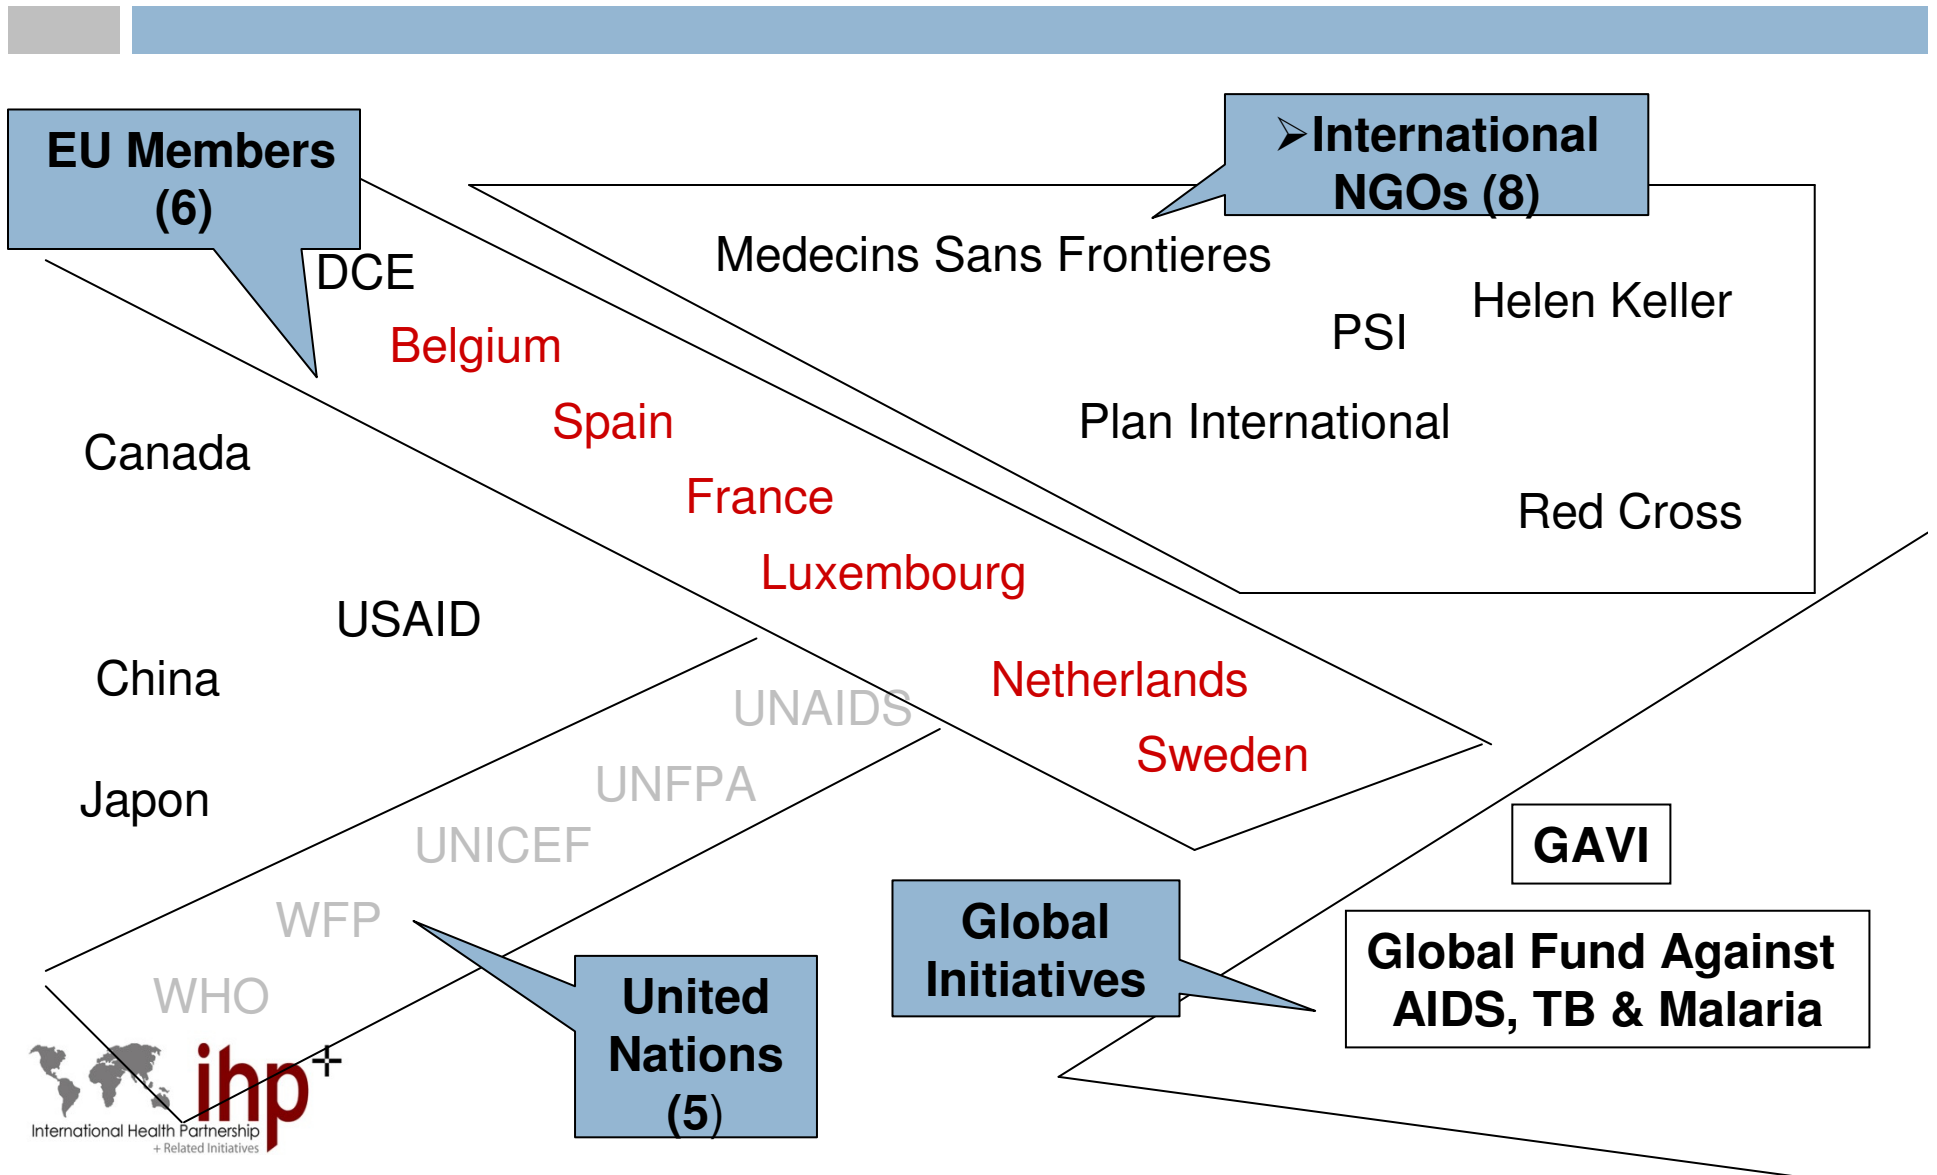 EU Members
(6)
➢International
NGOs (8)
DCE
Medecins Sans Frontieres
Helen Keller
PSI
Belgium
Spain
Plan International
Canada
France
Red Cross
Luxembourg
USAID
China
Netherlands
UNAIDS
Sweden
UNFPA
Japon
UNICEF
GAVI
WFP
Global
Initiatives
Global Fund Against
AIDS, TB & Malaria
WHO
United
Nations
(5)
ihp+
International Health Partnership
+ Related Initiatives